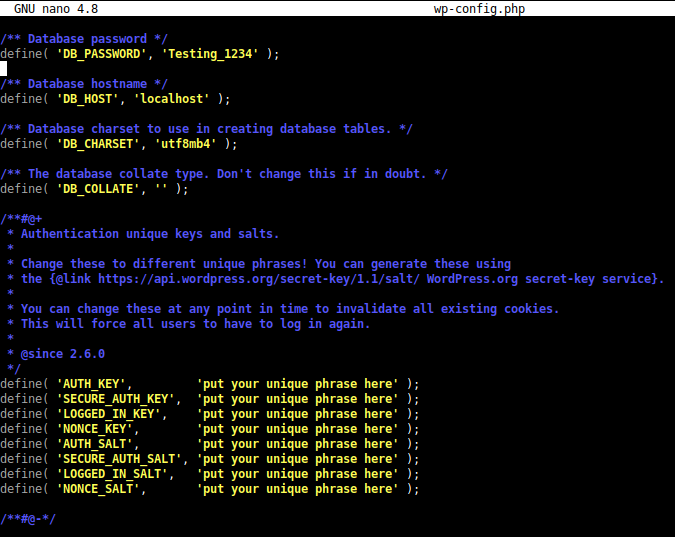 GNU nano 4.8 wp-config.php
/** Database password */
define( 'DB_PASSWORD', 'Testing_1234' );
/** Database hostname */
define( 'DB_HOST', 'localhost' );
/** Database charset to use in creating database tables. */
define( 'DB_CHARSET', 'utf8mb4' );
/** The database collate type. Don't change this if in doubt. */
define( 'DB_COLLATE', '' );
/**#@+
 * Authentication unique keys and salts.
 *
 * Change these to different unique phrases! You can generate these using
 * the {@link https://api.wordpress.org/secret-key/1.1/salt/ WordPress.org secret-key service}.
 *
 * You can change these at any point in time to invalidate all existing cookies.
 * This will force all users to have to log in again.
 *
 * @since 2.6.0
 */
define( 'AUTH_KEY',         'put your unique phrase here' );
define( 'SECURE_AUTH_KEY',  'put your unique phrase here' );
define( 'LOGGED_IN_KEY',    'put your unique phrase here' );
define( 'NONCE_KEY',        'put your unique phrase here' );
define( 'AUTH_SALT',        'put your unique phrase here' );
define( 'SECURE_AUTH_SALT', 'put your unique phrase here' );
define( 'LOGGED_IN_SALT',   'put your unique phrase here' );
define( 'NONCE_SALT',       'put your unique phrase here' );
/**#@-*/